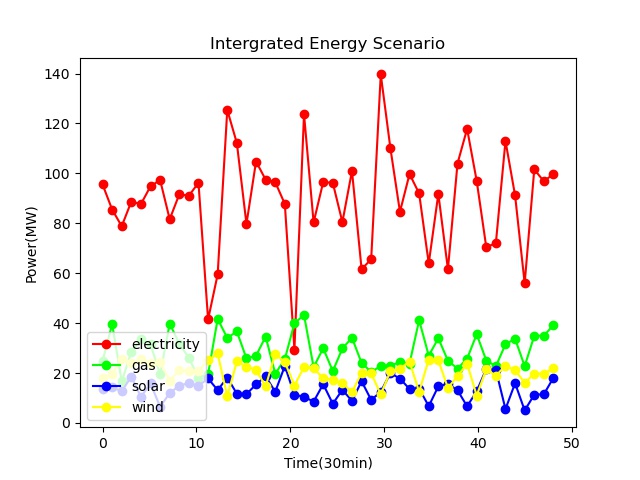 Intergrated Energy Scenario
Power(MW)
140
120
100
80
60
40
20
0
electricity
gas
solar
wind
0 10 20 30 40 50
Time(30min)